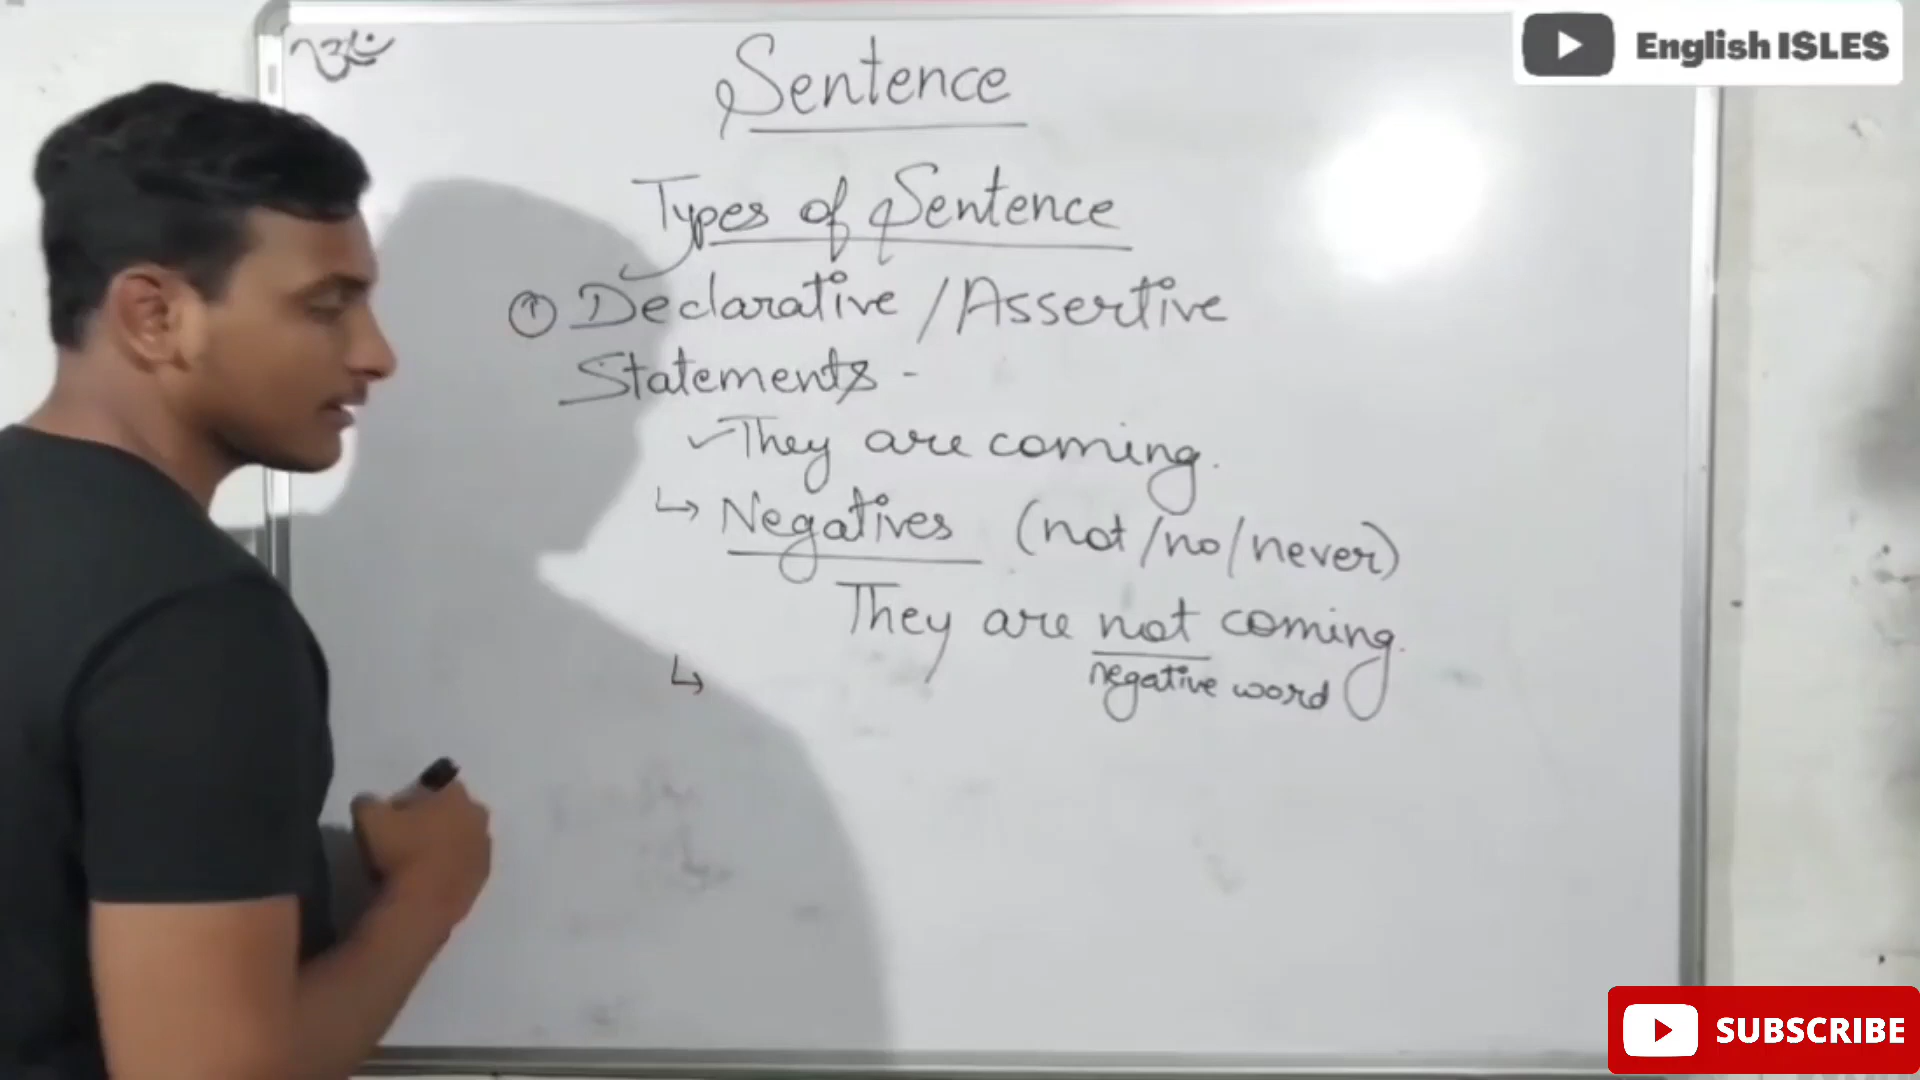 English ISLES
Sentence
Types of Sentence
① Declarative / Assertive
Statements -
✓ They are coming.
↳ Negatives (not/no/never)
They are not coming.
negative word
↳
SUBSCRIBE